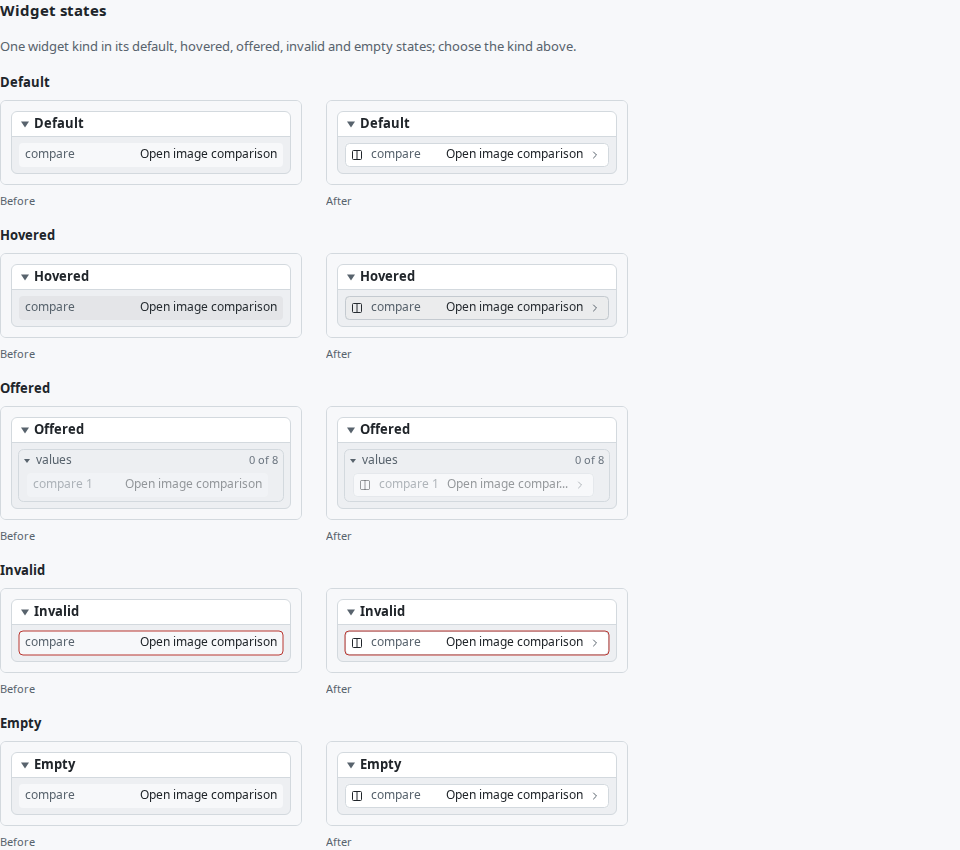 Widget states
One widget kind in its default, hovered, offered, invalid and empty states; choose the kind above.
Default
Default
compare Open image comparison
Before
Default
compare Open image comparison
After
Hovered
Hovered
compare Open image comparison
Before
Hovered
compare Open image comparison
After
Offered
Offered
values 0 of 8
compare 1 Open image comparison
Before
Offered
values 0 of 8
compare 1 Open image compar...
After
Invalid
Invalid
compare Open image comparison
Before
Invalid
compare Open image comparison
After
Empty
Empty
compare Open image comparison
Before
Empty
compare Open image comparison
After